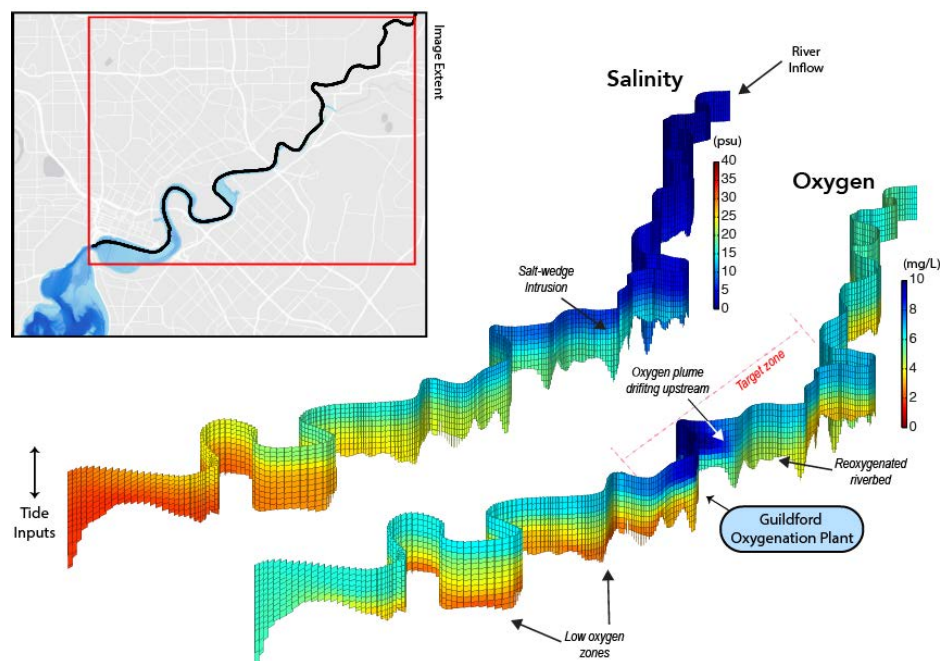 Image Extent
River
Inflow
Salinity
(psu)
40
35
30
25
20
15
10
5
0
Oxygen
(mg/L)
10
8
6
4
2
0
Salt-wedge
Intrusion
Target zone
Oxygen plume
drifitng upstream
Reoxygenated
riverbed
Tide
Inputs
Guildford
Oxygenation Plant
Low oxygen
zones